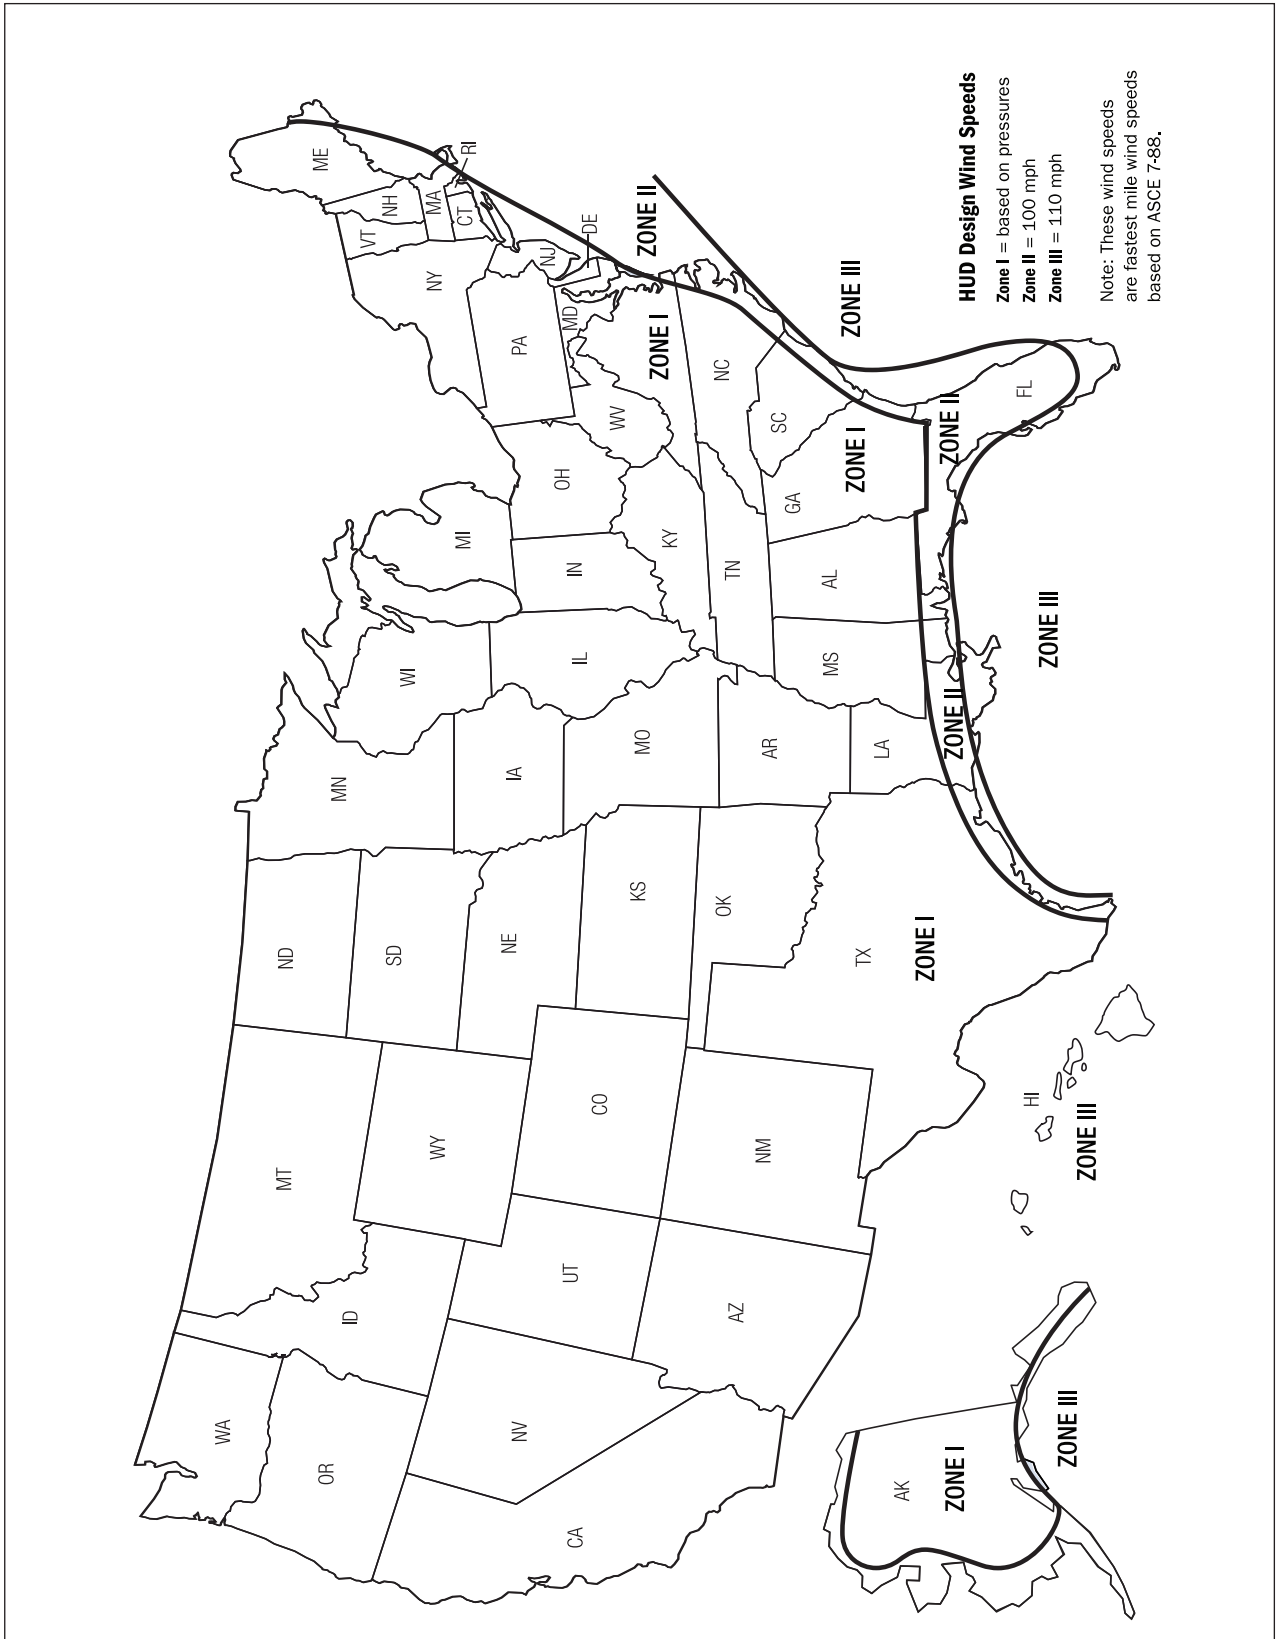 WA
OR
CA
NV
ID
MT
WY
UT
AZ
CO
NM
ND
SD
NE
KS
OK
TX
MN
IA
MO
AR
LA
WI
IL
MI
IN
OH
KY
TN
MS
AL
GA
FL
SC
NC
WV
PA
NY
VT
NH
ME
MA
CT
RI
NJ
DE
MD
AK
HI
ZONE I
ZONE I
ZONE I
ZONE I
ZONE II
ZONE II
ZONE II
ZONE III
ZONE III
ZONE III
ZONE III
HUD Design Wind Speeds
Zone I = based on pressures
Zone II = 100 mph
Zone III = 110 mph
Note: These wind speeds
are fastest mile wind speeds
based on ASCE 7-88.